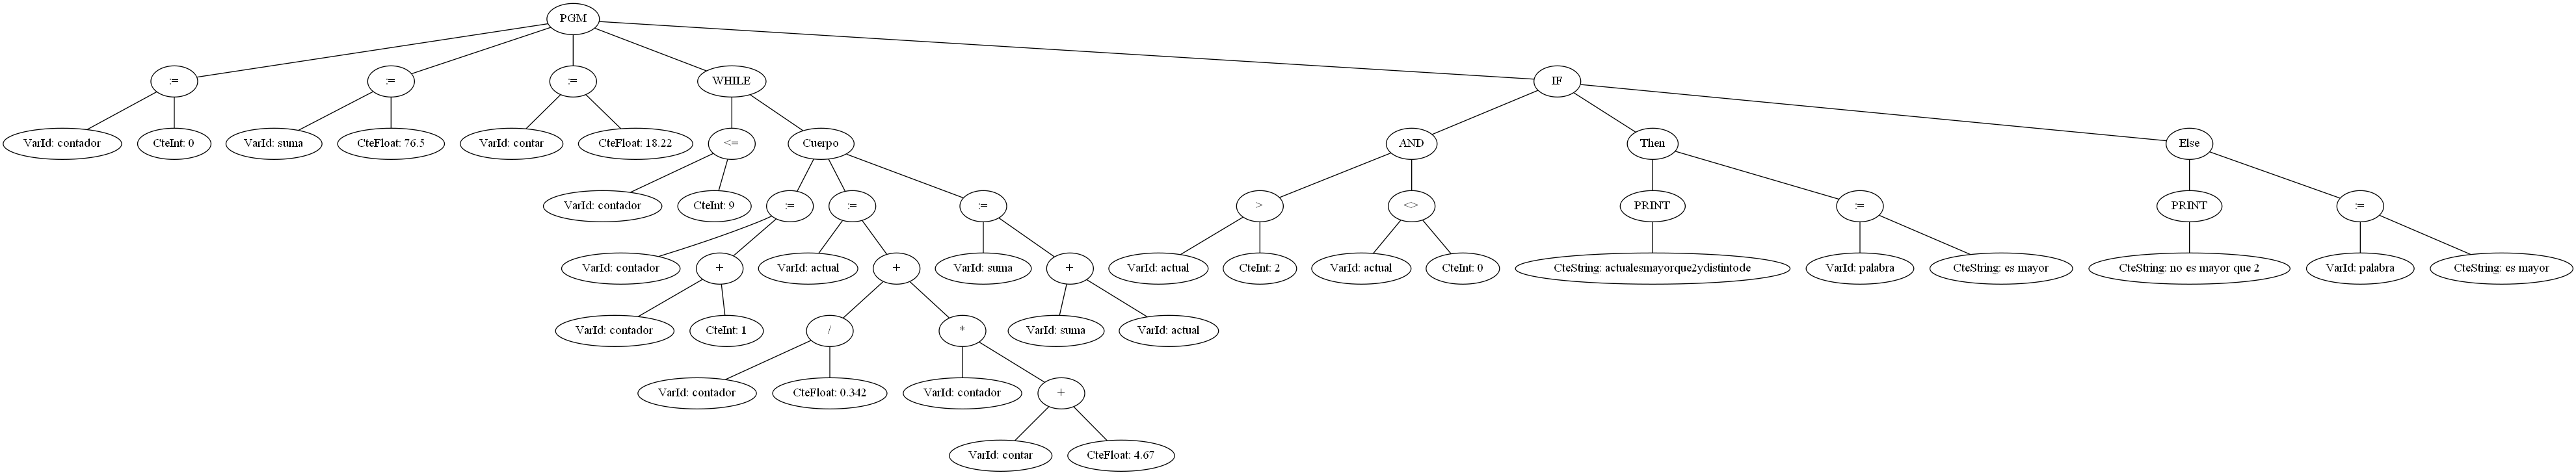 PGM
:= := := WHILE IF
VarId: contador CteInt: 0 VarId: suma CteFloat: 76.5 VarId: contar CteFloat: 18.22 <= Cuerpo AND Then Else
VarId: contador CteInt: 9 := := := > <> PRINT := PRINT :=
VarId: contador + VarId: actual + VarId: suma + VarId: actual CteInt: 2 VarId: actual CteInt: 0 CteString: actualesmayorque2ydistintode VarId: palabra CteString: es mayor CteString: no es mayor que 2 VarId: palabra CteString: es mayor
VarId: contador CteInt: 1 / * VarId: suma VarId: actual
VarId: contador CteFloat: 0.342 VarId: contador +
VarId: contar CteFloat: 4.67